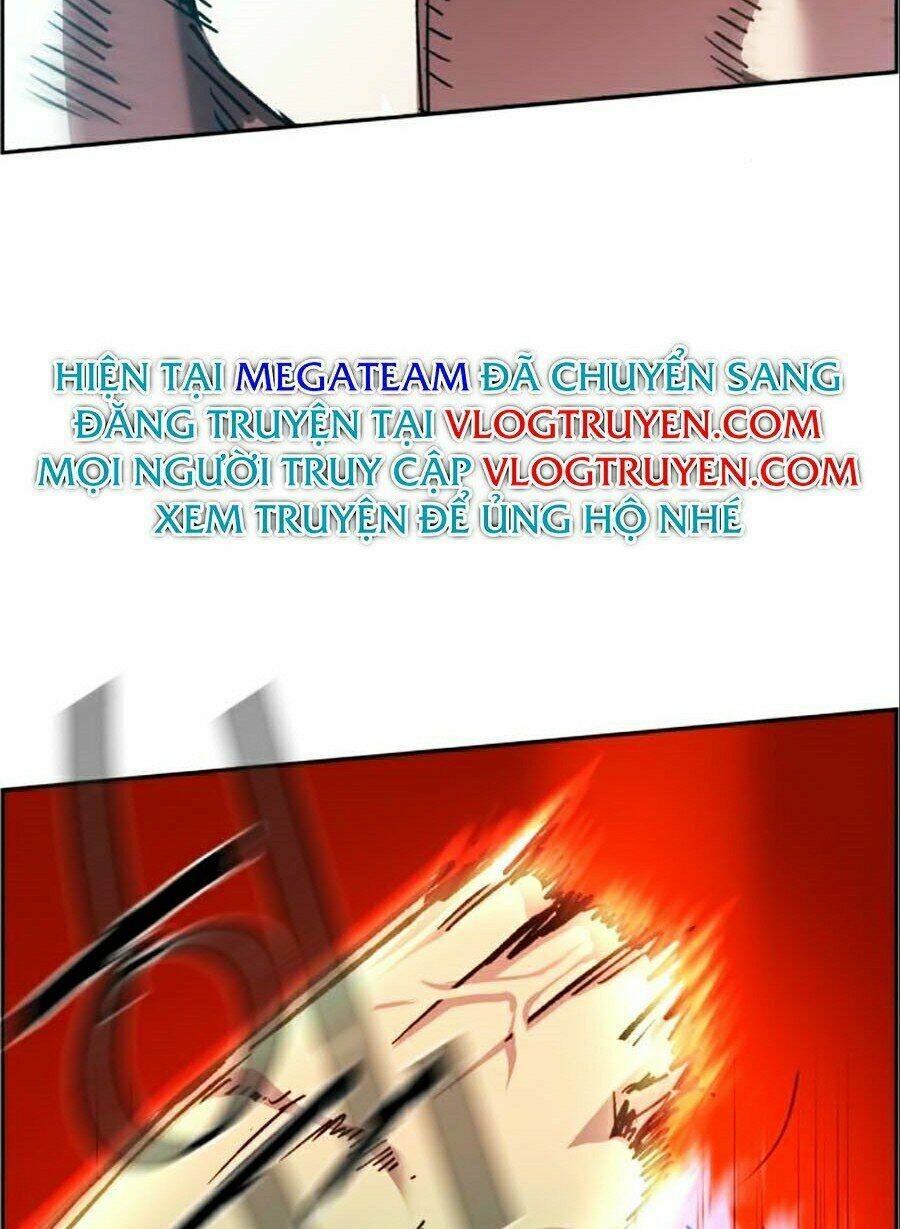 HIỆN TẠI MEGATEAM ĐÃ CHUYỂN SANG
ĐĂNG TRUYỆN TẠI VLOGTRUYEN.COM
MỌI NGƯỜI TRUY CẬP VLOGTRUYEN.COM
XEM TRUYỆN ĐỂ ỦNG HỘ NHÉ